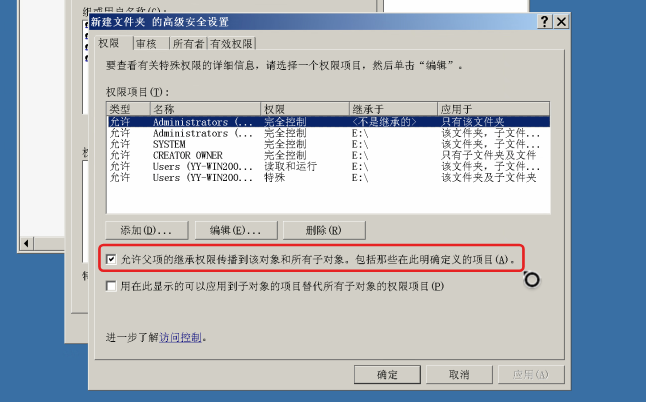 组或用户名称(G):
新建文件夹 的高级安全设置
权限 审核 所有者 有效权限
要查看有关特殊权限的详细信息，请选择一个权限项目，然后单击“编辑”。
权限项目(T):
类型 名称 权限 继承于 应用于
允许 Administrators (... 完全控制 <不是继承的> 只有该文件夹
允许 Administrators (... 完全控制 E:\ 该文件夹，子文件...
允许 SYSTEM 完全控制 E:\ 该文件夹，子文件...
允许 CREATOR OWNER 完全控制 E:\ 只有子文件夹及文件
允许 Users (YY-WIN200... 读取和运行 E:\ 该文件夹，子文件...
允许 Users (YY-WIN200... 特殊 E:\ 该文件夹及子文件夹
添加(D)... 编辑(E)... 删除(R)
允许父项的继承权限传播到该对象和所有子对象。包括那些在此明确定义的项目(A)。
用在此显示的可以应用到子对象的项目替代所有子对象的权限项目(P)
进一步了解访问控制。
确定 取消 应用(A)